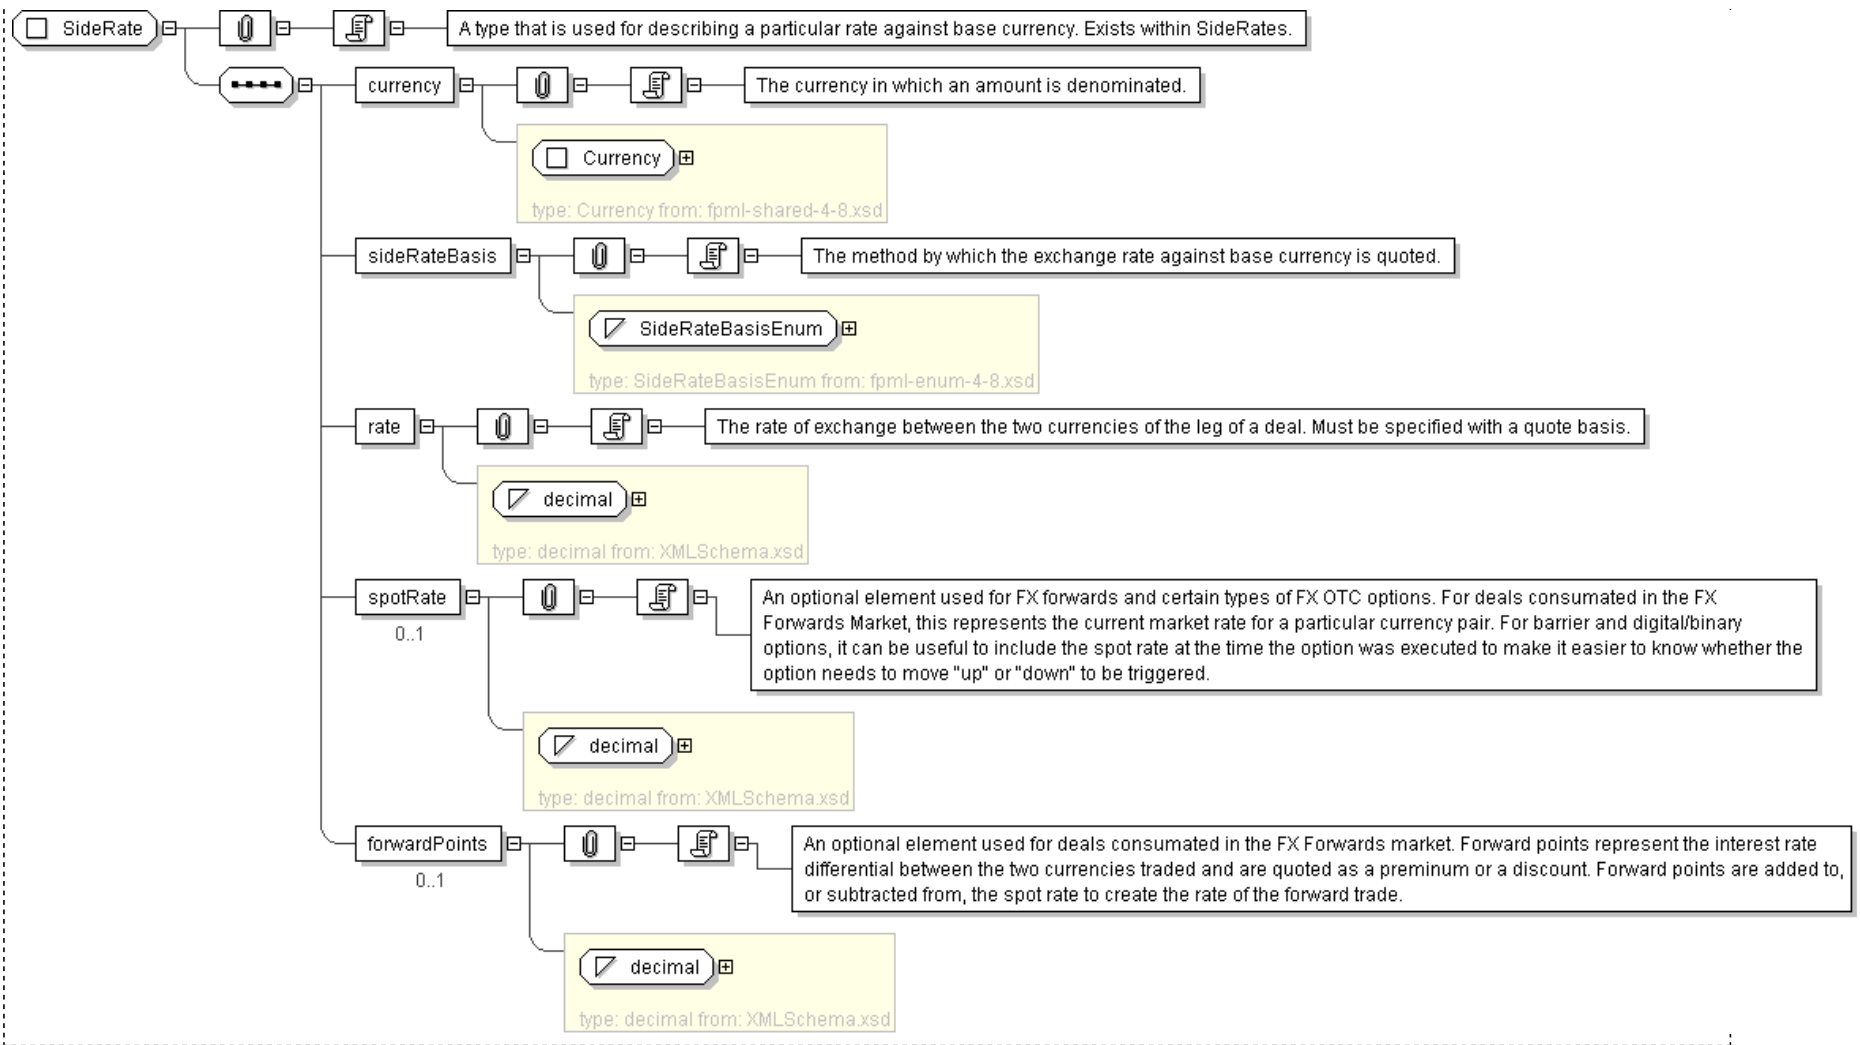 SideRate
A type that is used for describing a particular rate against base currency. Exists within SideRates.
currency
The currency in which an amount is denominated.
Currency
type: Currency from: fpml-shared-4-8.xsd
sideRateBasis
The method by which the exchange rate against base currency is quoted.
SideRateBasisEnum
type: SideRateBasisEnum from: fpml-enum-4-8.xsd
rate
The rate of exchange between the two currencies of the leg of a deal. Must be specified with a quote basis.
decimal
type: decimal from: XMLSchema.xsd
spotRate
0..1
An optional element used for FX forwards and certain types of FX OTC options. For deals consumated in the FX
Forwards Market, this represents the current market rate for a particular currency pair. For barrier and digital/binary
options, it can be useful to include the spot rate at the time the option was executed to make it easier to know whether the
option needs to move "up" or "down" to be triggered.
decimal
type: decimal from: XMLSchema.xsd
forwardPoints
0..1
An optional element used for deals consumated in the FX Forwards market. Forward points represent the interest rate
differential between the two currencies traded and are quoted as a preminum or a discount. Forward points are added to,
or subtracted from, the spot rate to create the rate of the forward trade.
decimal
type: decimal from: XMLSchema.xsd